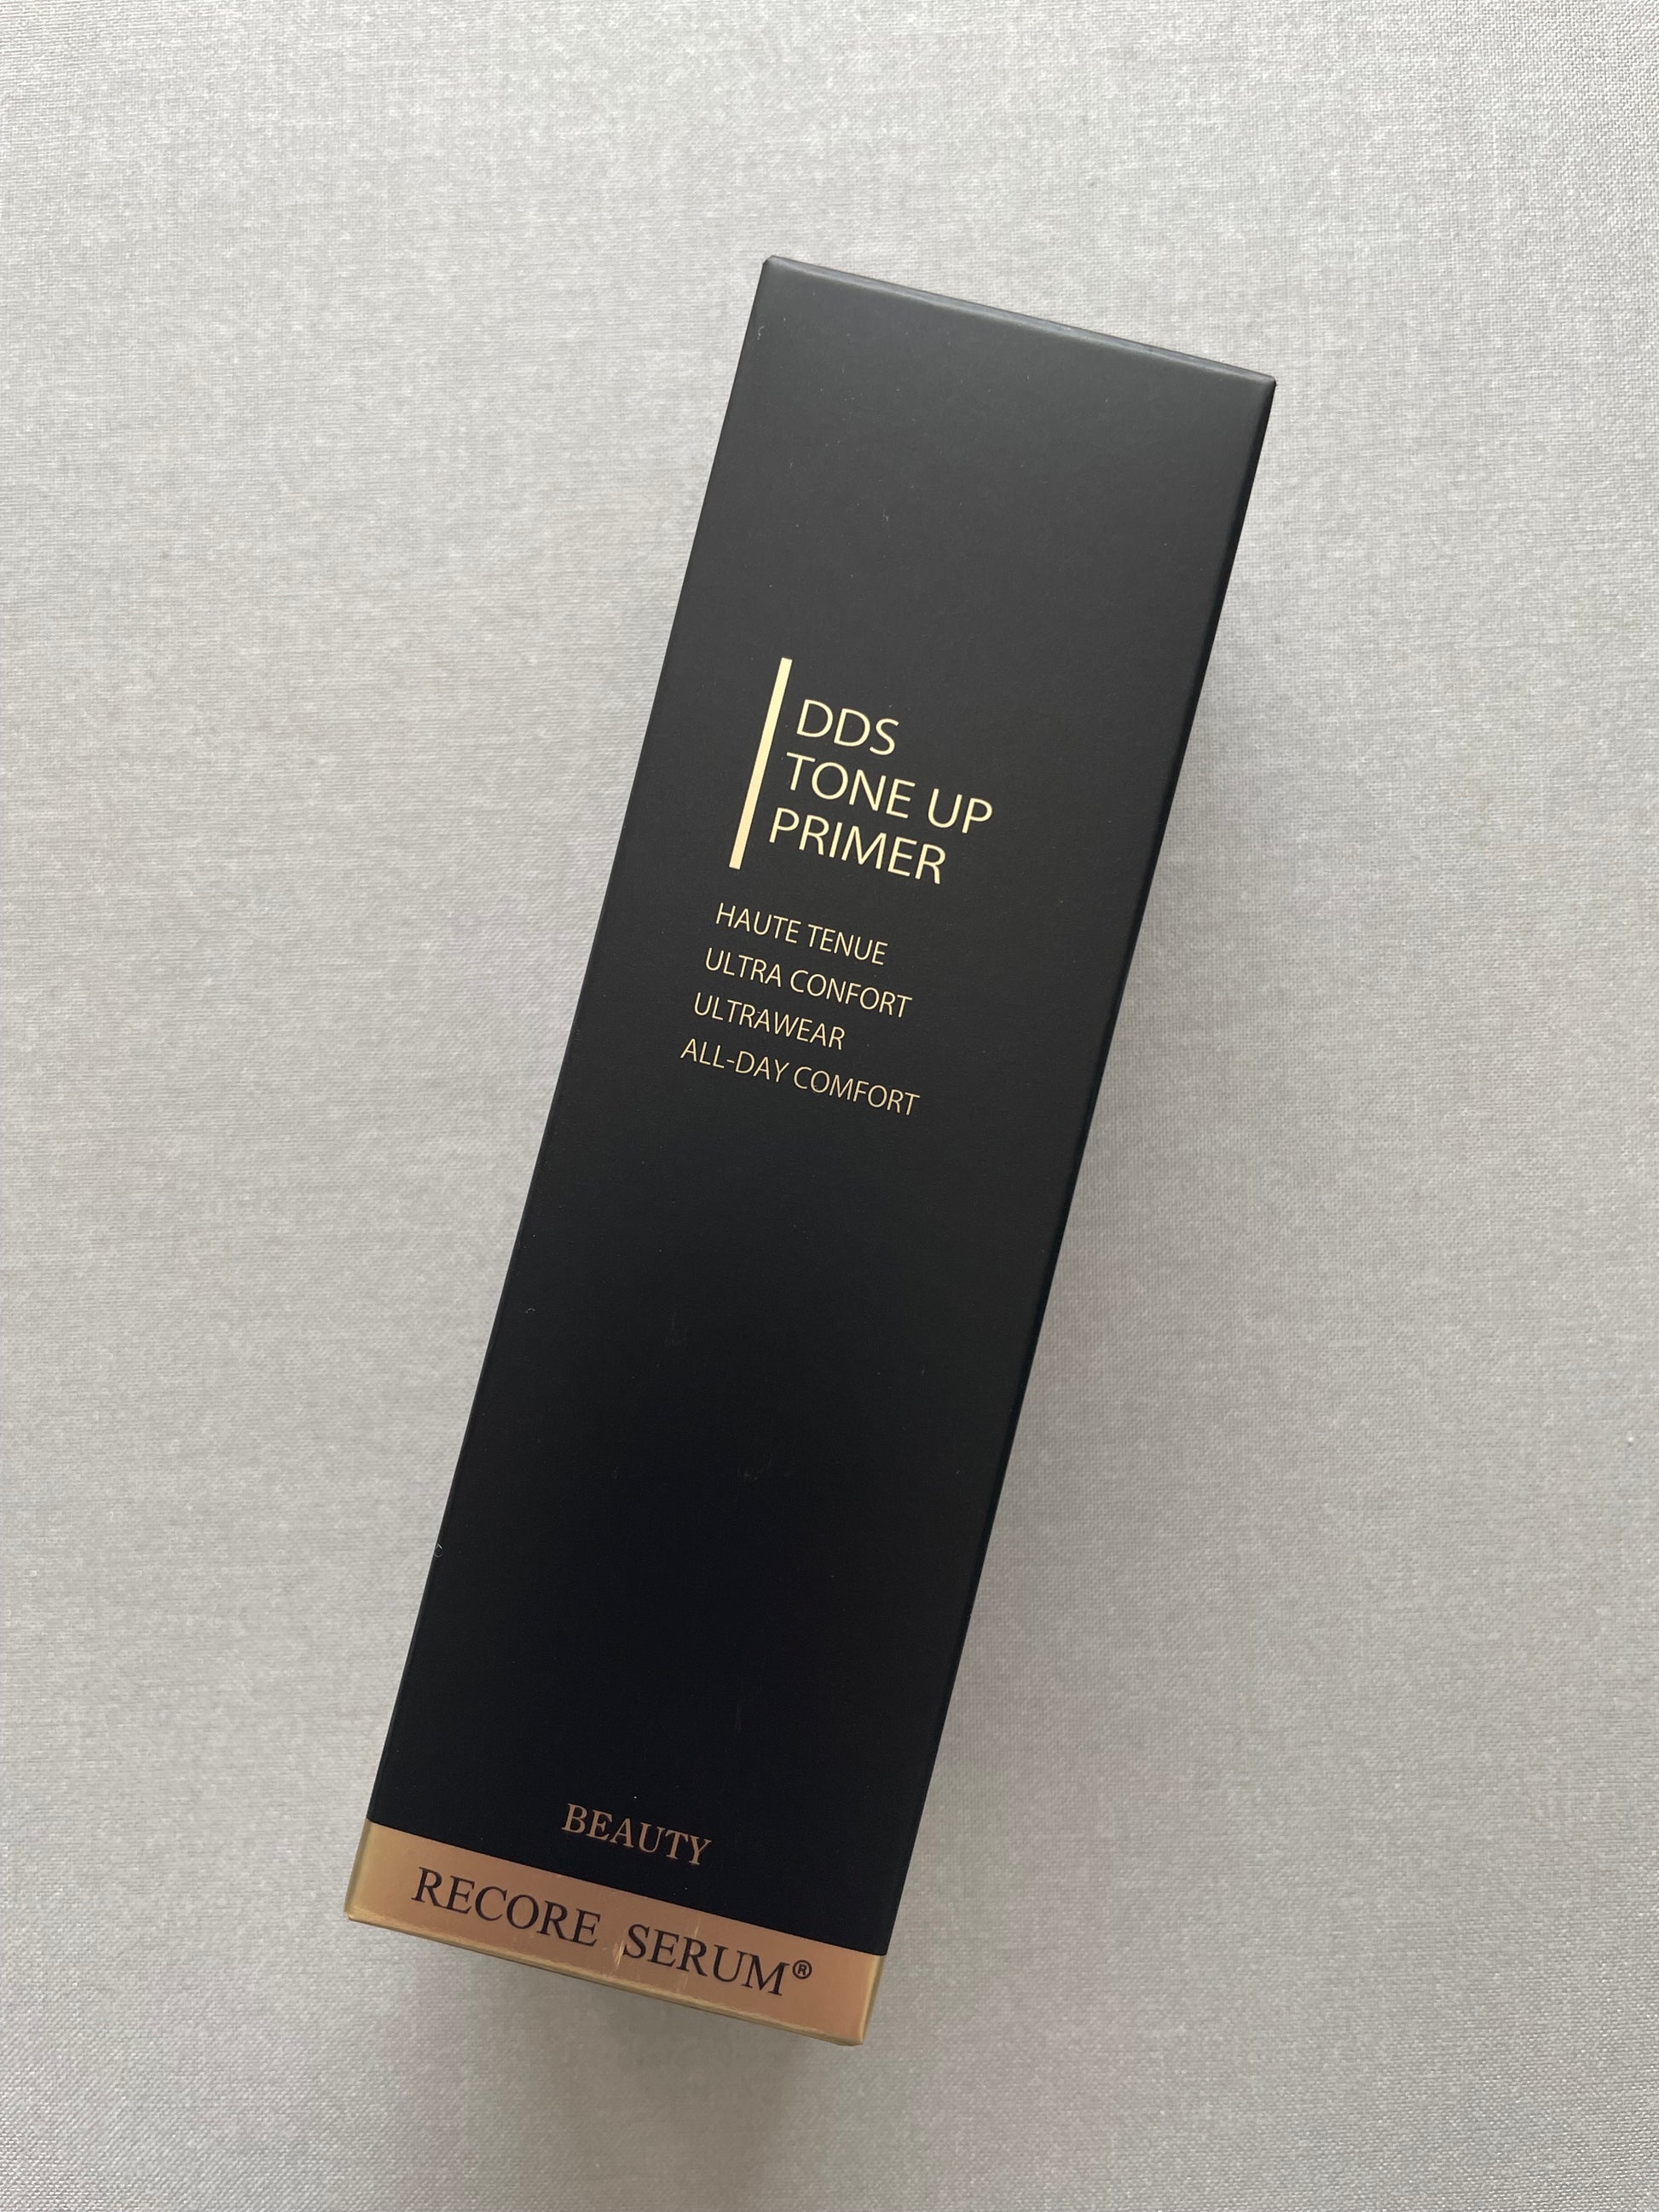 DDS
TONE UP
PRIMER
HAUTE TENUE
ULTRA CONFORT
ULTRAWEAR
ALL-DAY COMFORT
BEAUTY
RECORE SERUM®